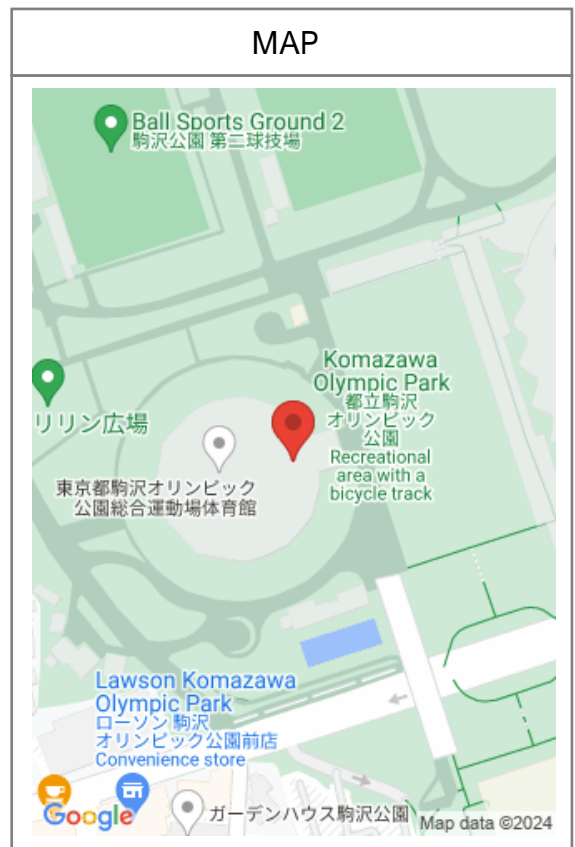 MAP
Ball Sports Ground 2
駒沢公園 第二球技場
Komazawa
Olympic Park
都立駒沢
オリンピック
公園
Recreational
area with a
bicycle track
リリン広場
東京都駒沢オリンピック
公園総合運動場体育館
Lawson Komazawa
Olympic Park
ローソン 駒沢
オリンピック公園前店
Convenience store
Google
ガーデンハウス駒沢公園
Map data ©2024